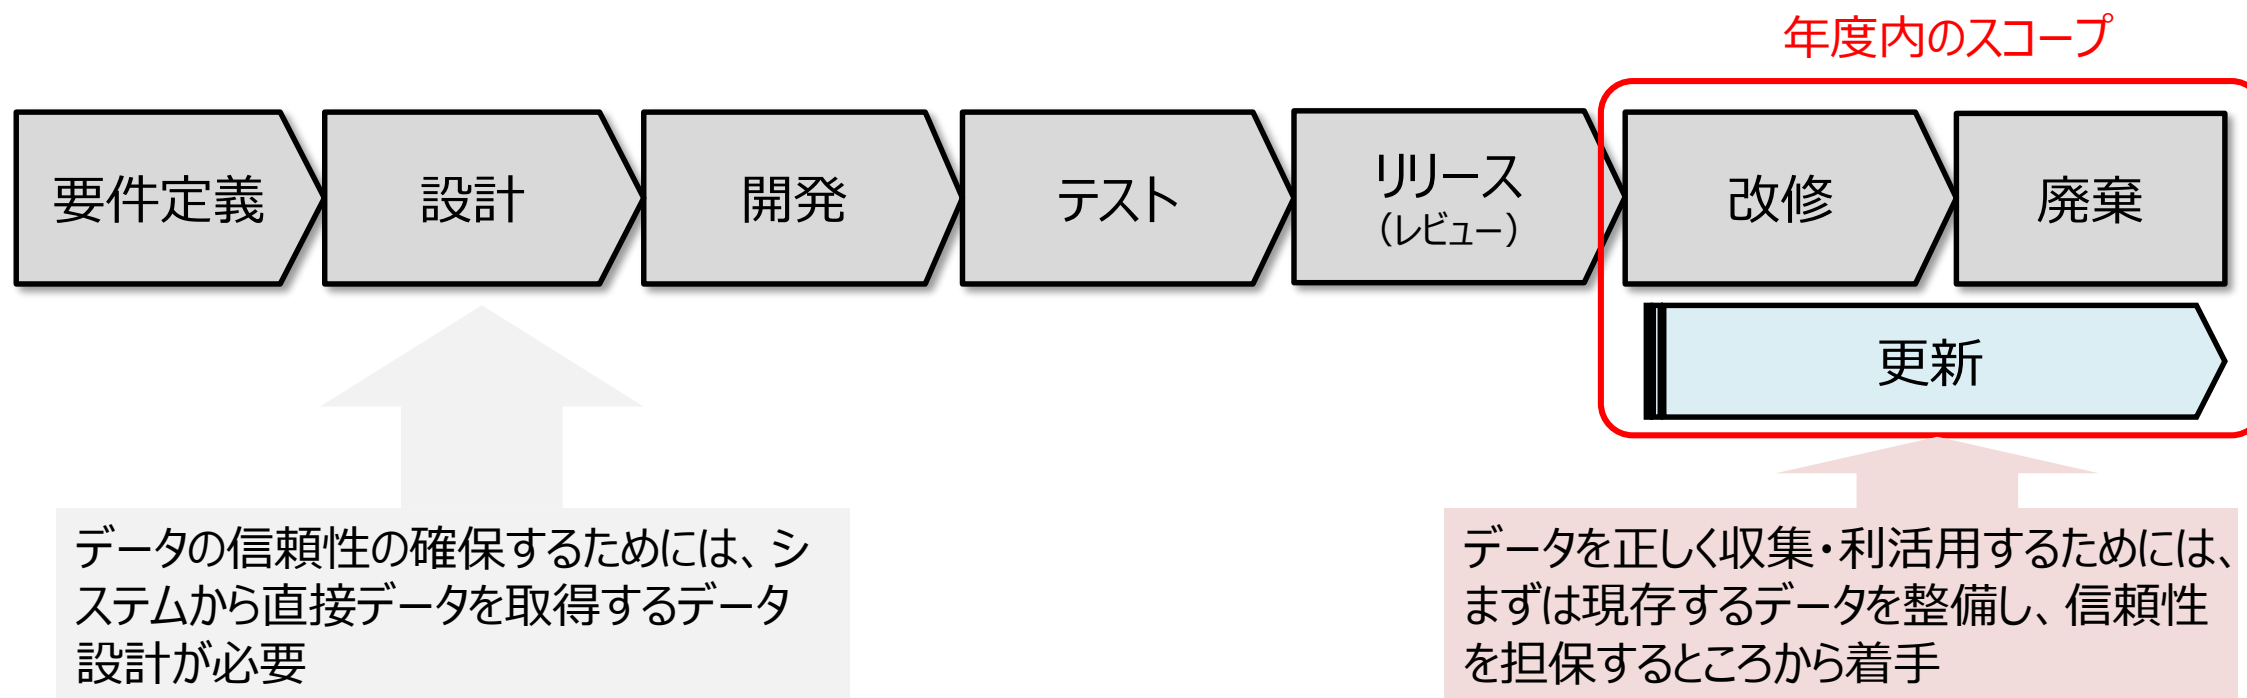 年度内のスコープ
要件定義
設計
開発
テスト
リリース
（レビュー）
改修
廃棄
更新
データの信頼性の確保するためには、シ
ステムから直接データを取得するデータ
設計が必要
データを正しく収集・利活用するためには、
まずは現存するデータを整備し、信頼性
を担保するところから着手